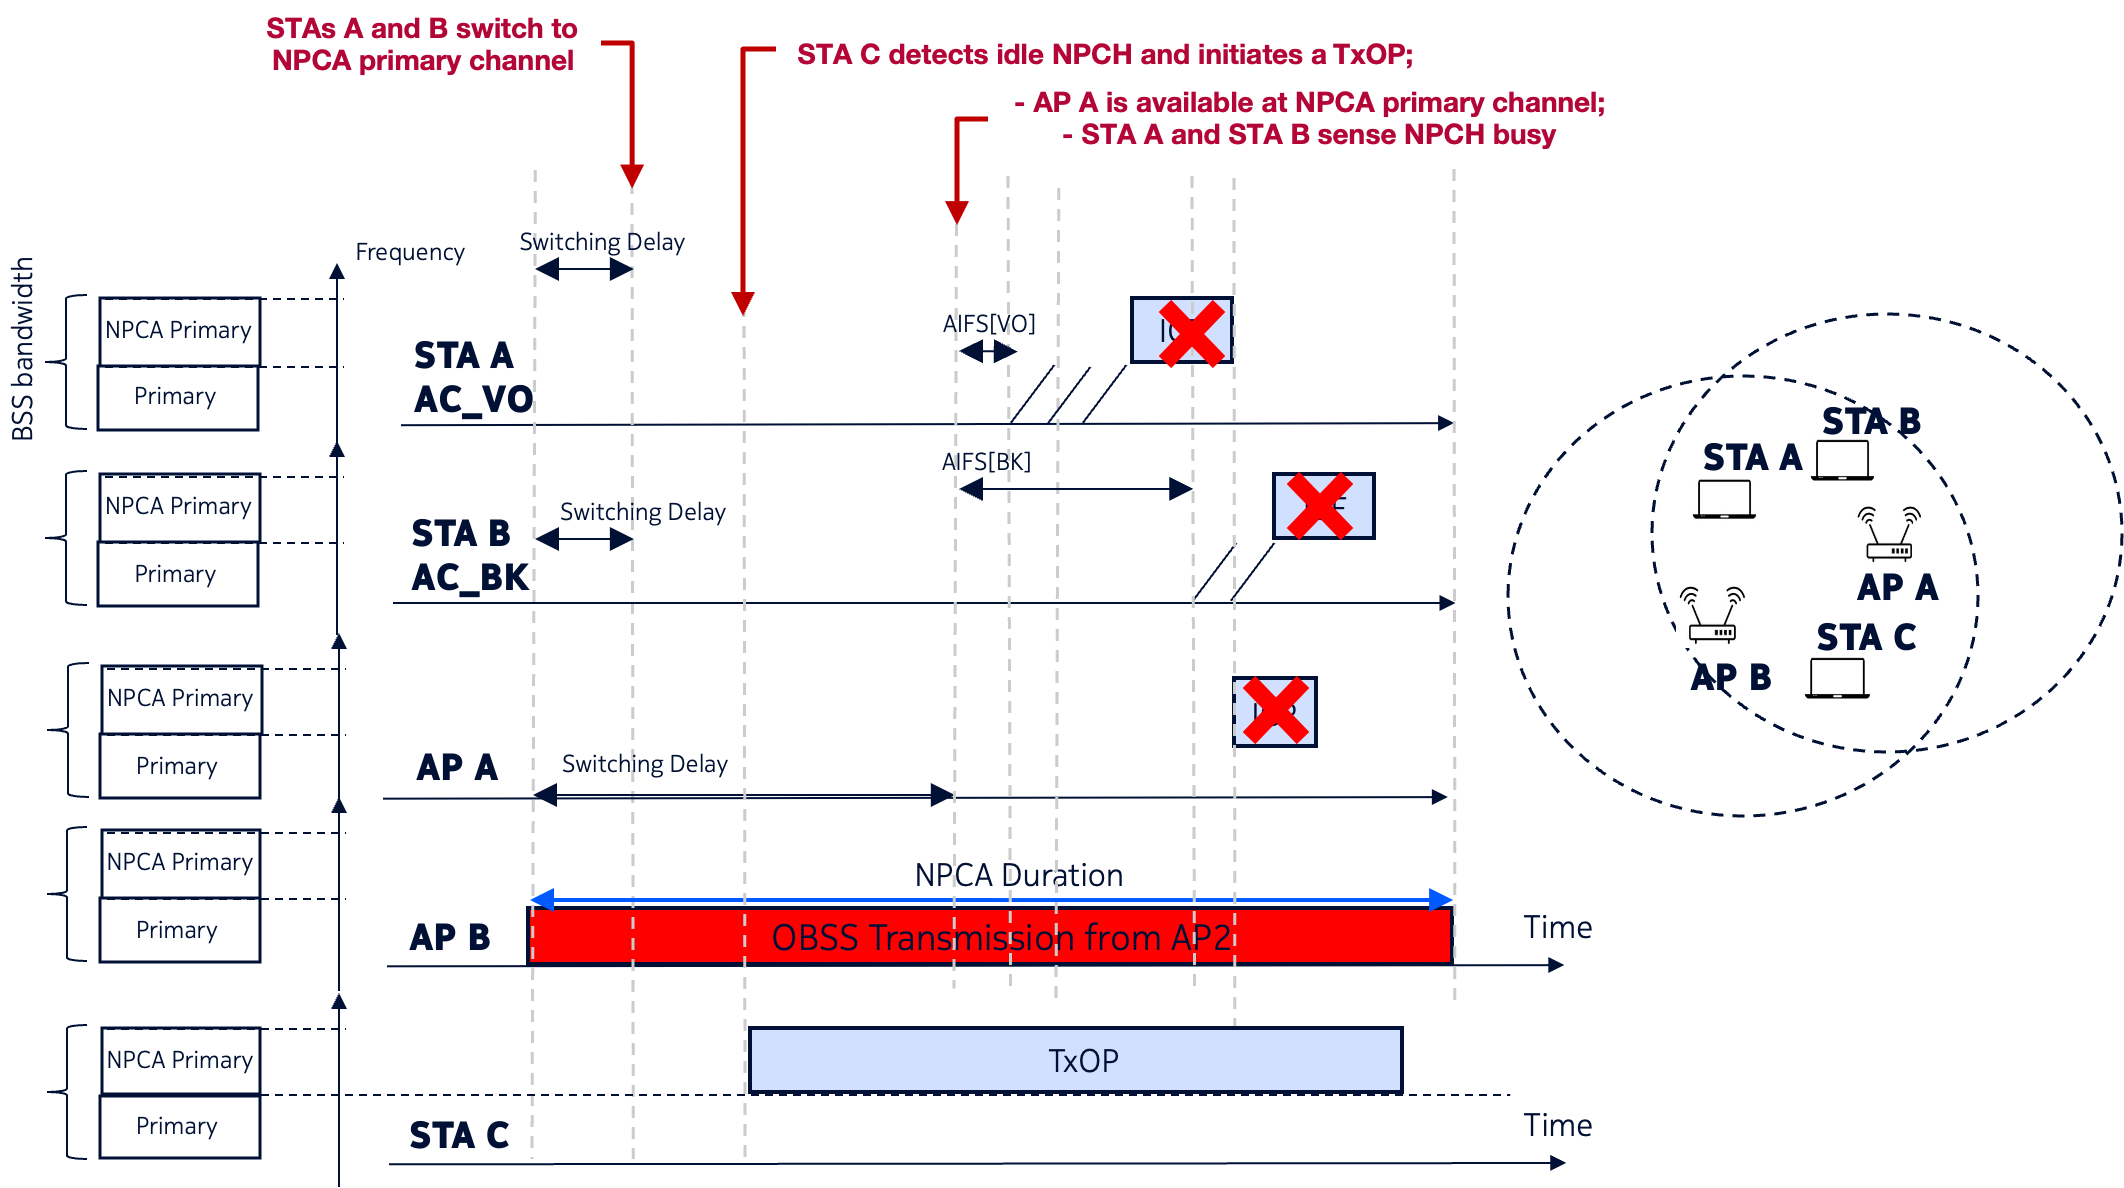 STAs A and B switch to
NPCA primary channel
STA C detects idle NPCH and initiates a TxOP;
- AP A is available at NPCA primary channel;
- STA A and STA B sense NPCH busy
BSS bandwidth
Frequency
Switching Delay
NPCA Primary
Primary
STA A
AC_VO
AIFS[VO]
NPCA Primary
Primary
STA B
AC_BK
Switching Delay
AIFS[BK]
NPCA Primary
Primary
AP A
Switching Delay
NPCA Primary
Primary
AP B
NPCA Duration
OBSS Transmission from AP2
Time
NPCA Primary
Primary
STA C
TxOP
Time
STA B
STA A
AP A
STA C
AP B